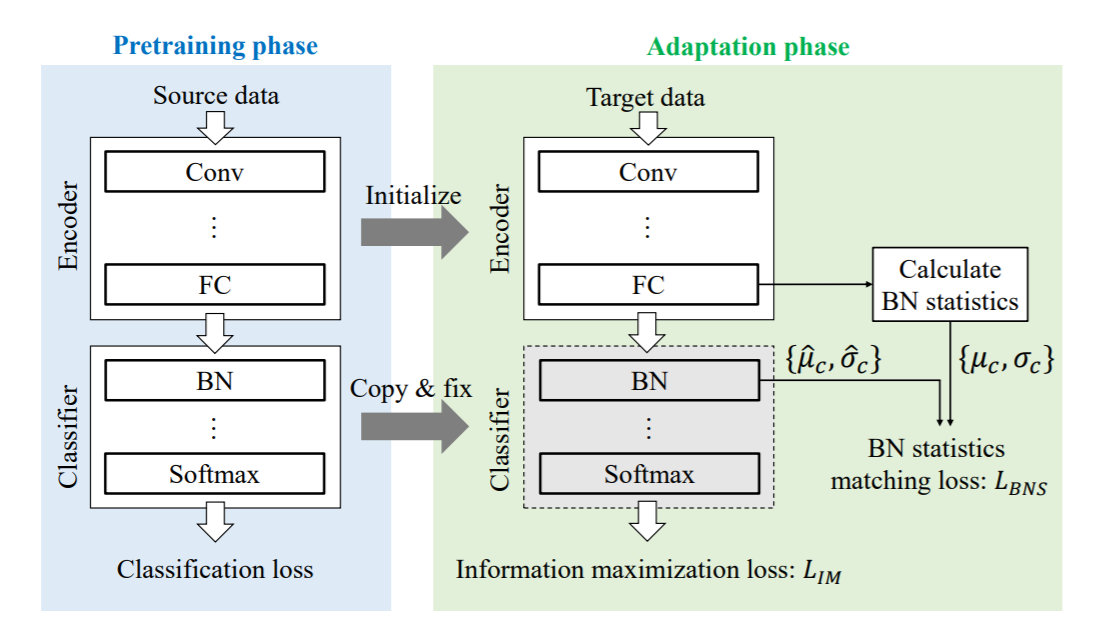 Pretraining phase
Source data
Encoder
Conv
⋮
FC
Classifier
BN
⋮
Softmax
Classification loss
Initialize
Copy & fix
Adaptation phase
Target data
Encoder
Conv
⋮
FC
Calculate
BN statistics
Classifier
BN
⋮
Softmax
{μ̂_c, σ̂_c}
{μ_c, σ_c}
BN statistics
matching loss: L_BNS
Information maximization loss: L_IM